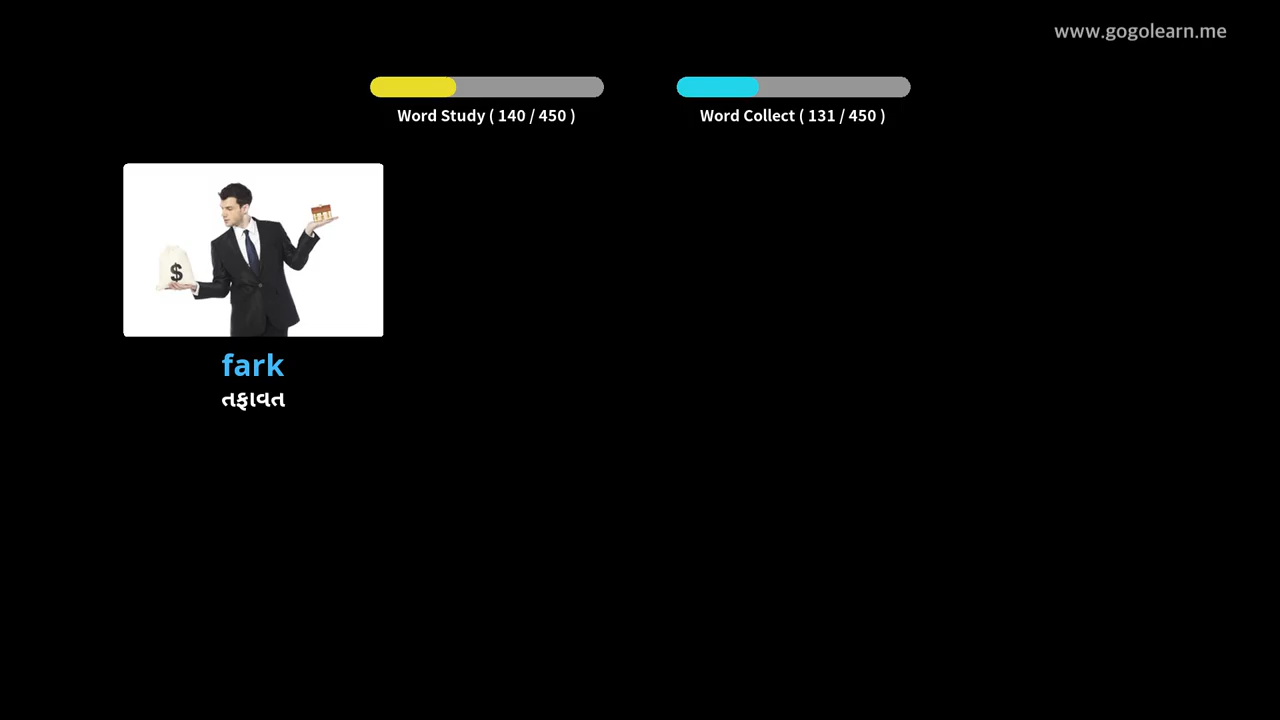 www.gogolearn.me
Word Study ( 140 / 450 )
Word Collect ( 131 / 450 )
$
fark
તફાવત